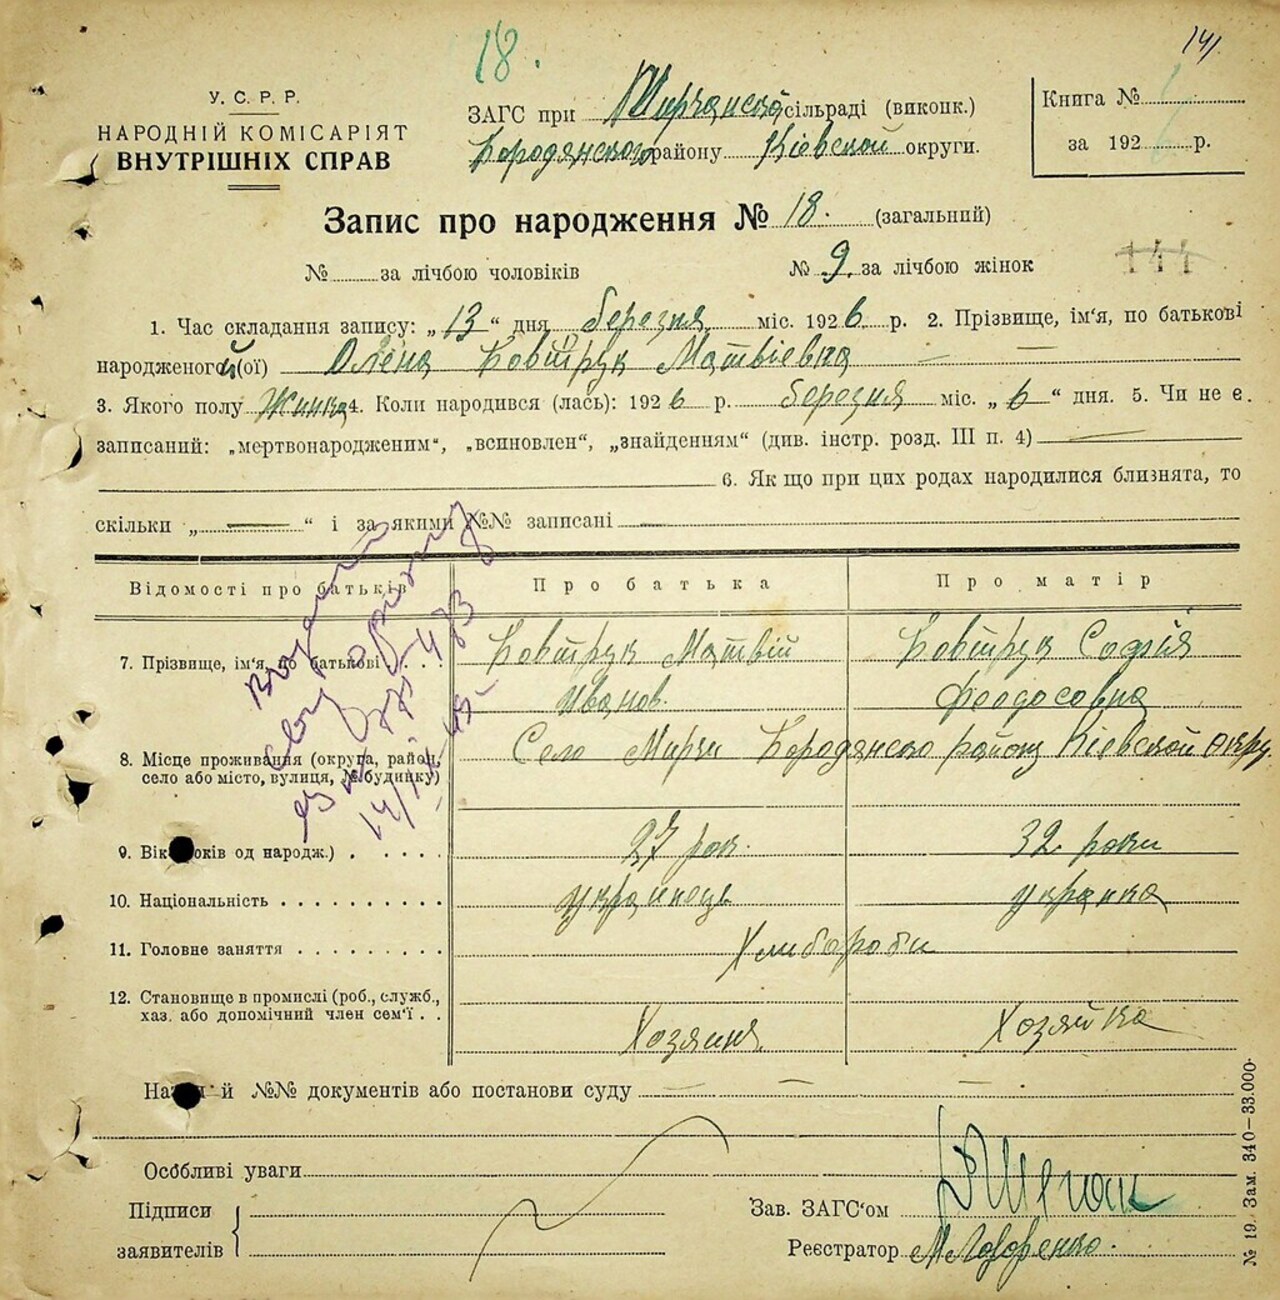 18.
141
У. С. Р. Р.
НАРОДНІЙ КОМІСАРІЯТ
ВНУТРІШНІХ СПРАВ
ЗАГС при Мирчанской сільраді (виконк.)
Бородянского району Кіевской округи.
Книга №
за 1926 р.
Запис про народження № 18. (загальний)
№ за лічбою чоловіків № 9. за лічбою жінок
144
1. Час складання запису: „ 13 “ дня березня міс. 1926 р. 2. Прізвище, ім'я, по батькові
народженого(ої) Олена Ковтрук Матвіевна
3. Якого полу Жинка 4. Коли народився (лась): 1926 р. березня міс. „ 6 “ дня. 5. Чи не є.
записаний: „мертвонародженим“, „всиновлен“, „знайденням“ (див. інстр. розд. III п. 4)
6. Як що при цих родах народилися близнята, то
скільки „ — “ і за якими №№ записані —
Відомості про батьків Про батька Про матір
7. Прізвище, ім'я, по батькові . . . . Ковтрук Матвій Ковтрук Софія
Иванов. Феодосовна
8. Місце проживання (округа, район, Село Мирчи Бородянсько району Кіевской окру.
село або місто, вулиця, № будинку)
9. Вік років од народж.) . . . . . 27 рок. 32 роки
10. Національність . . . . . . . . . . украйнець украинка
11. Головне заняття . . . . . . . . . Хлибороби
12. Становище в промислі (роб., служб.,
хаз. або допомічний член сем'ї . . Хозяиня Хозяйка
й №№ документів або постанови суду
Особливі уваги
Підписи
заявителів
Зав. ЗАГС'ом
Реєстратор
№ 19. Зам. 340—33.000.